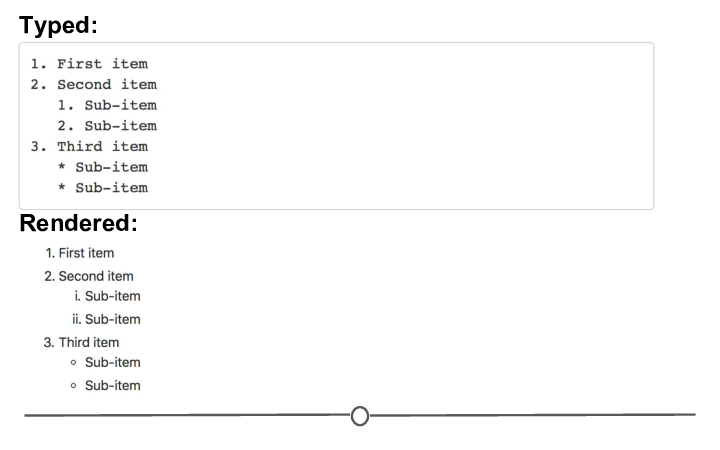 Typed:
1. First item
2. Second item
   1. Sub-item
   2. Sub-item
3. Third item
   * Sub-item
   * Sub-item
Rendered:
1. First item
2. Second item
   i. Sub-item
   ii. Sub-item
3. Third item
   ○ Sub-item
   ○ Sub-item